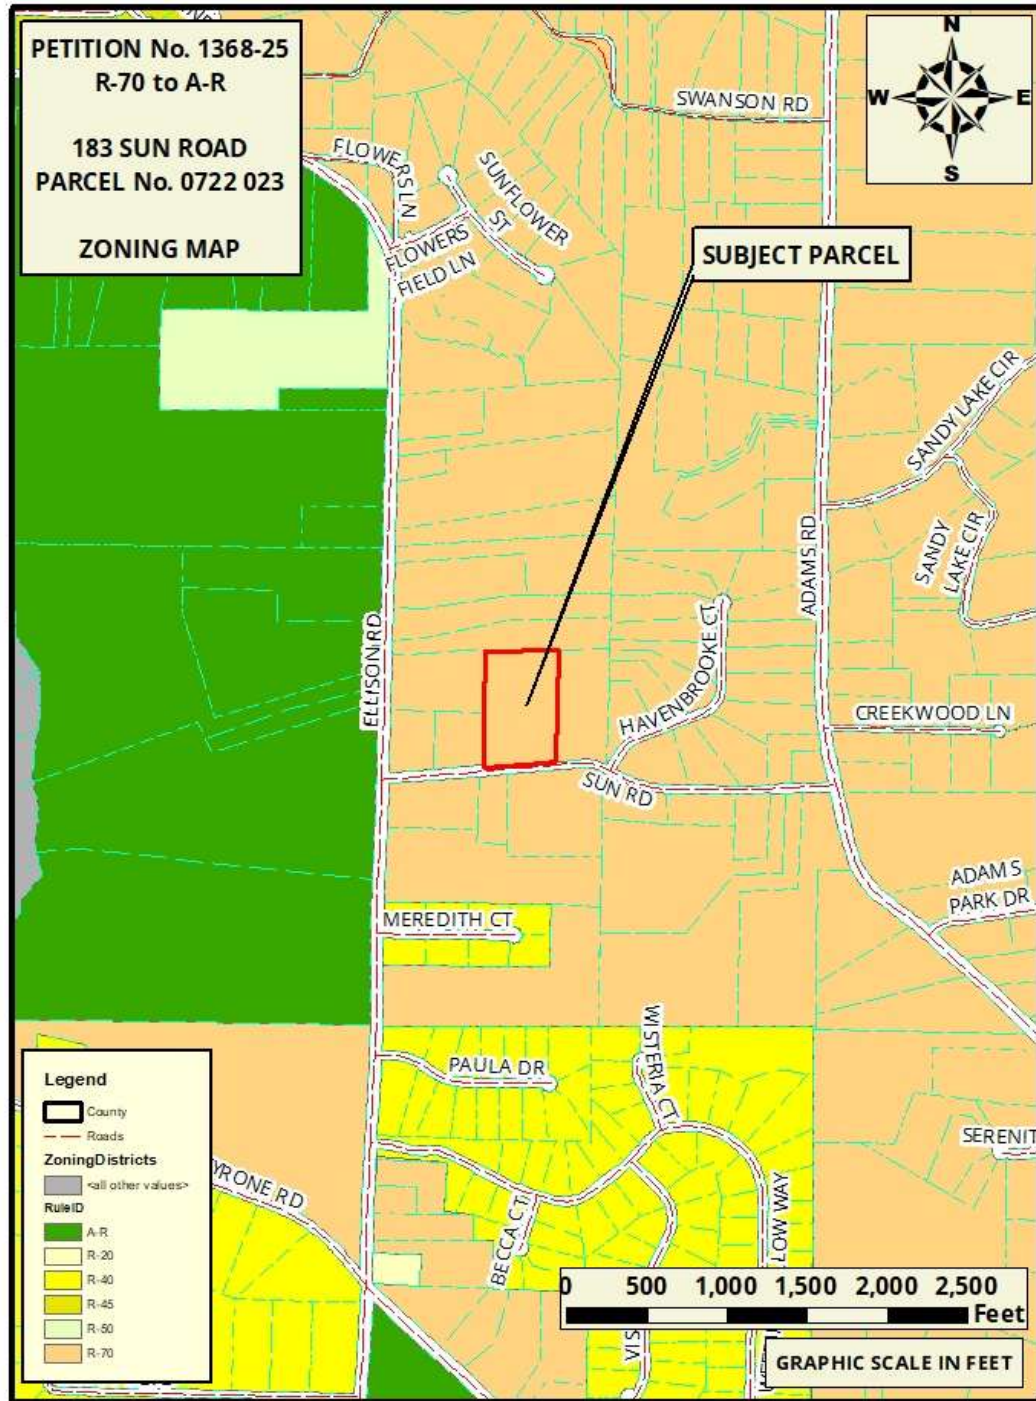 PETITION No. 1368-25
R-70 to A-R
183 SUN ROAD
PARCEL No. 0722 023
ZONING MAP
N
W
E
S
SWANSON RD
FLOWERS LN
SUNFLOWER
ST
FLOWERS
FIELD LN
SUBJECT PARCEL
SANDY LAKE CIR
SANDY
LAKE CIR
ADAMS RD
ELLISON RD
HAVENBROOKE CT
CREEKWOOD LN
SUN RD
ADAMS
PARK DR
MEREDITH CT
WISTERIA CT
PAULA DR
SERENIT
YRONE RD
BECCA CT
LOW WAY
VIS
Legend
County
Roads
ZoningDistricts
<all other values>
RuleID
A-R
R-20
R-40
R-45
R-50
R-70
0 500 1,000 1,500 2,000 2,500
Feet
GRAPHIC SCALE IN FEET